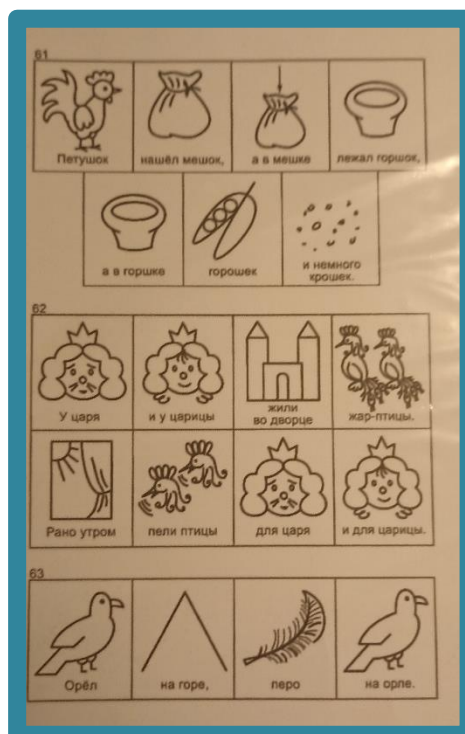 61
Петушок нашёл мешок, а в мешке лежал горшок,
а в горшке горошек и немного
крошек.
62
У царя и у царицы жили
во дворце жар-птицы.
Рано утром пели птицы для царя и для царицы.
63
Орёл на горе, перо на орле.